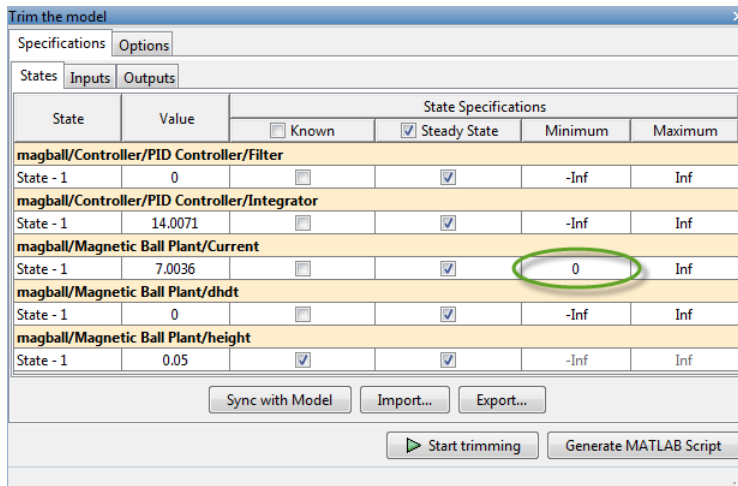 Trim the model
Specifications Options
States Inputs Outputs
State Value State Specifications
Known Steady State Minimum Maximum
magball/Controller/PID Controller/Filter
State - 1 0 -Inf Inf
magball/Controller/PID Controller/Integrator
State - 1 14.0071 -Inf Inf
magball/Magnetic Ball Plant/Current
State - 1 7.0036 0 Inf
magball/Magnetic Ball Plant/dhdt
State - 1 0 -Inf Inf
magball/Magnetic Ball Plant/height
State - 1 0.05 -Inf Inf
Sync with Model Import... Export...
Start trimming Generate MATLAB Script